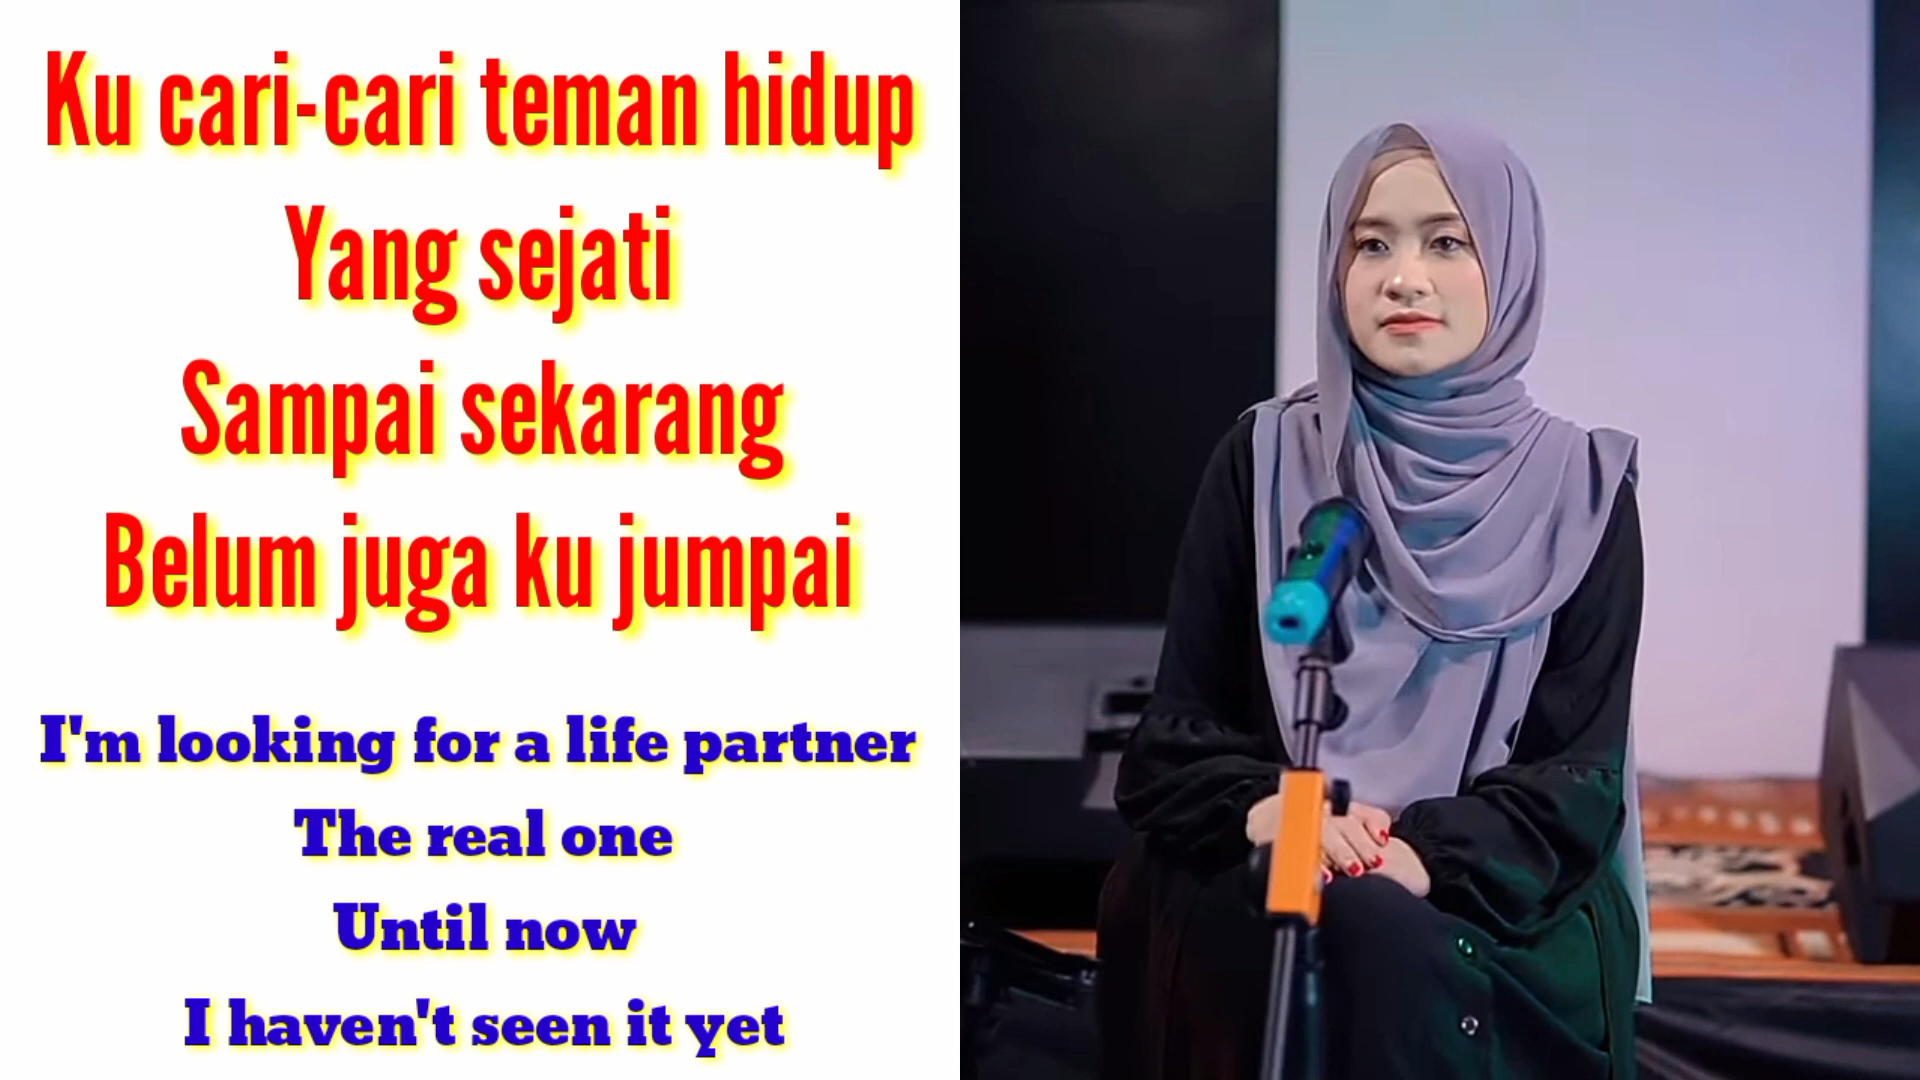 Ku cari-cari teman hidup
Yang sejati
Sampai sekarang
Belum juga ku jumpai
I'm looking for a life partner
The real one
Until now
I haven't seen it yet